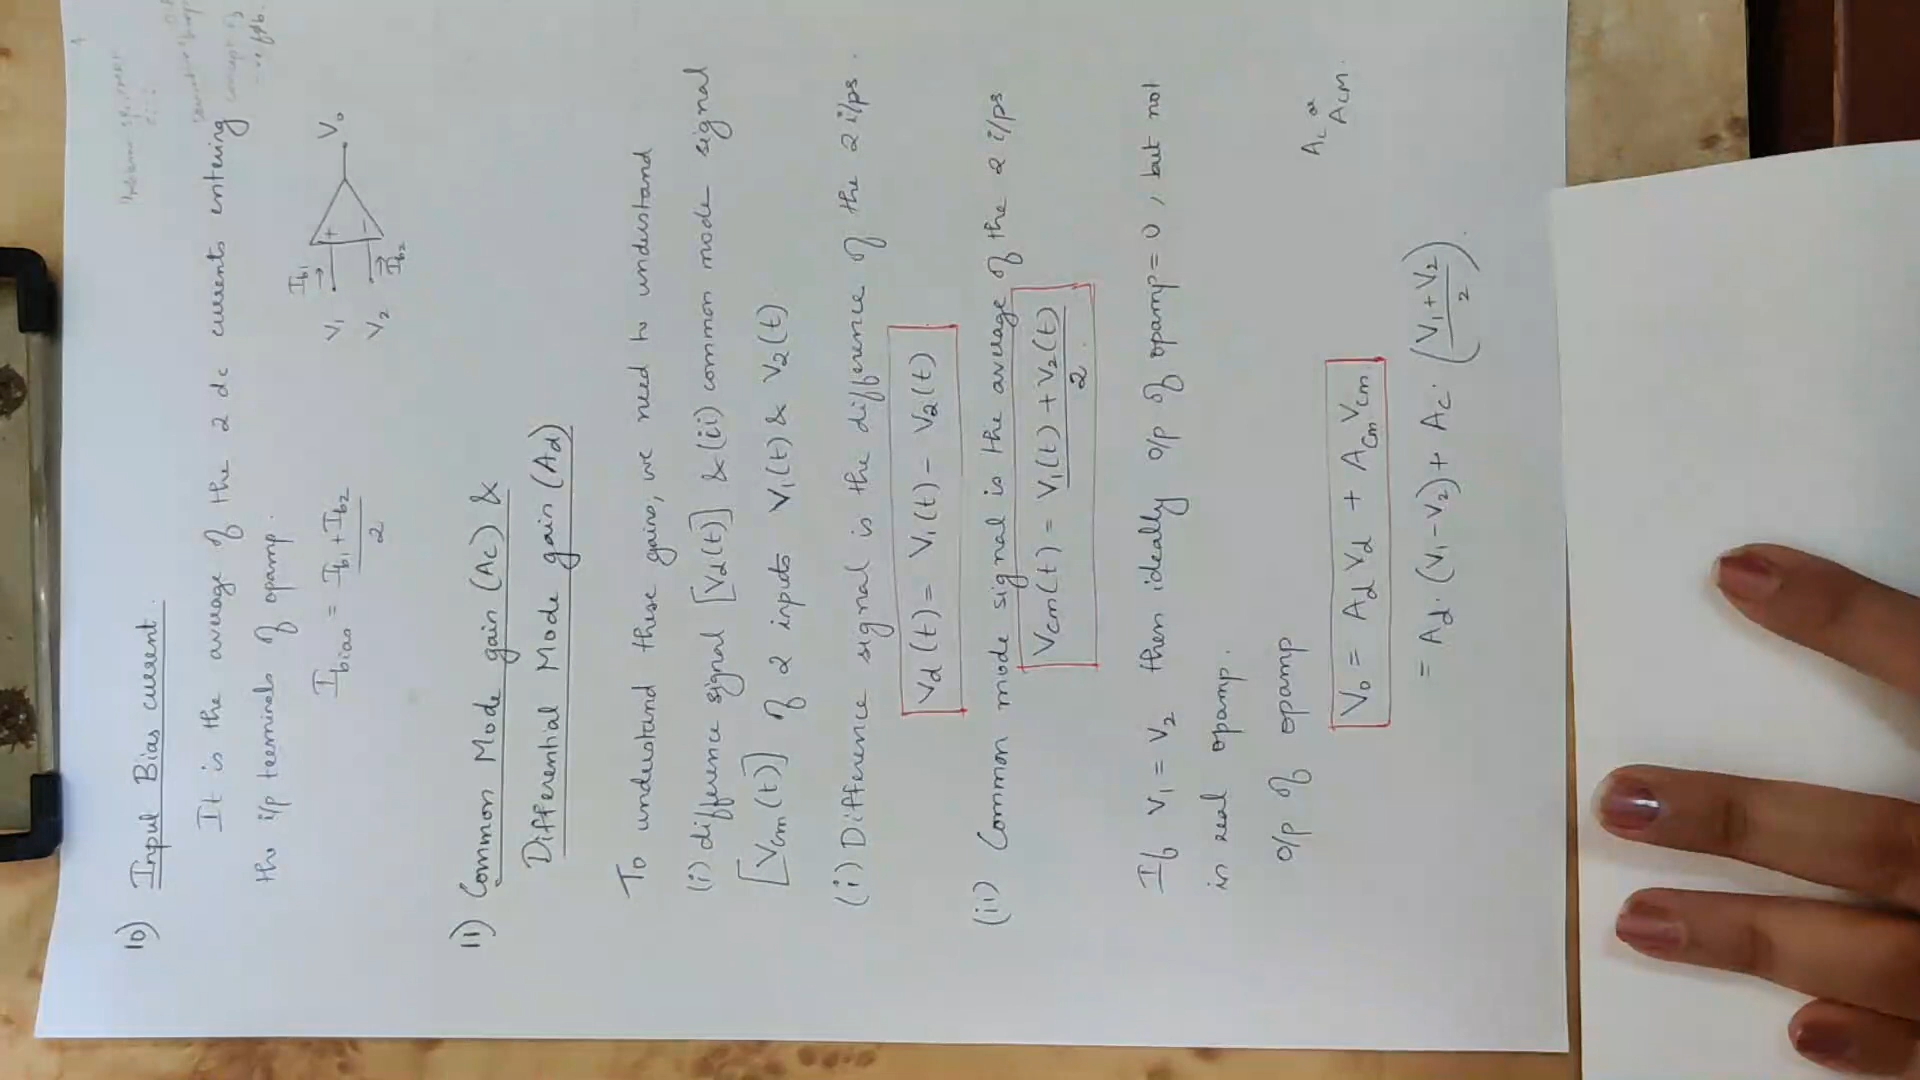 10) Input Bias current.
It is the average of the 2 dc currents entering
the i/p terminals of opamp.
I_bias = (I_b1 + I_b2)/2
I_b1
V1
V2
+
-
I_b2
Vo
11) Common Mode gain (Ac) &
Differential Mode gain (Ad)
To understand these gains, we need to understand
(i) difference signal [Vd(t)] & (ii) common mode signal
[Vcm(t)] of 2 inputs V1(t) & V2(t)
(i) Difference signal is the difference of the 2 i/ps.
Vd(t) = V1(t) - V2(t)
(ii) Common mode signal is the average of the 2 i/ps
Vcm(t) = (V1(t) + V2(t))/2.
If V1 = V2 then ideally o/p of opamp = 0, but not
in real opamp.
o/p of opamp
Ac or Acm.
Vo = Ad Vd + Acm Vcm
= Ad. (V1 - V2) + Ac. ((V1 + V2)/2).